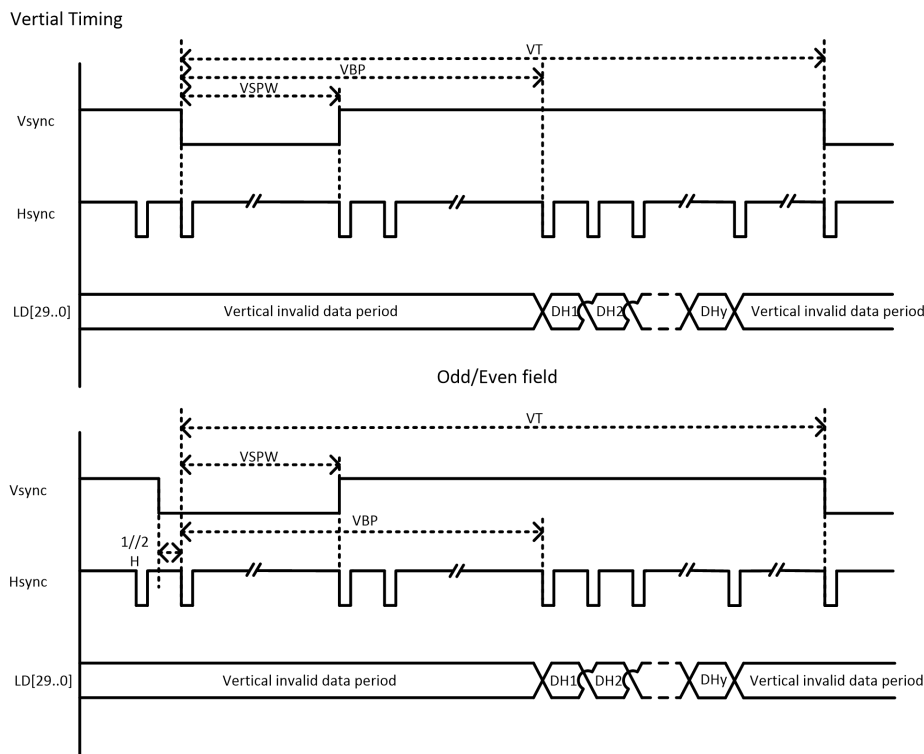 Vertial Timing
VT
VBP
VSPW
Vsync
Hsync
LD[29..0]
Vertical invalid data period
DH1
DH2
DHy
Vertical invalid data period
Odd/Even field
VT
VSPW
Vsync
VBP
1//2
H
Hsync
LD[29..0]
Vertical invalid data period
DH1
DH2
DHy
Vertical invalid data period